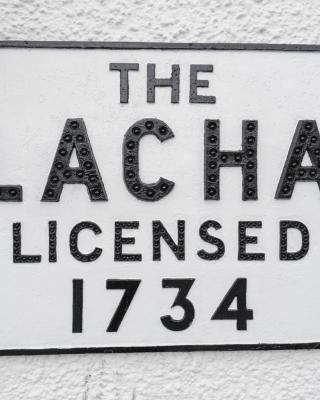 THE
LACHA
LICENSED
1734